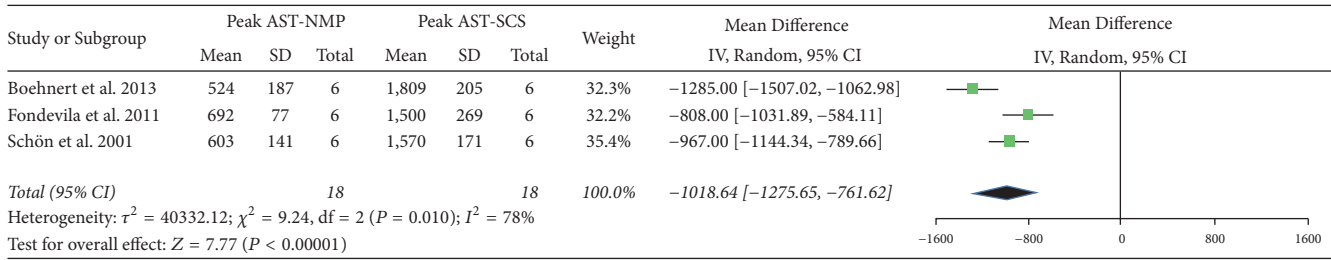 Study or Subgroup Peak AST-NMP Peak AST-SCS Weight Mean Difference Mean Difference
Mean SD Total Mean SD Total IV, Random, 95% CI IV, Random, 95% CI
Boehnert et al. 2013 524 187 6 1,809 205 6 32.3% −1285.00 [−1507.02, −1062.98]
Fondevila et al. 2011 692 77 6 1,500 269 6 32.2% −808.00 [−1031.89, −584.11]
Schön et al. 2001 603 141 6 1,570 171 6 35.4% −967.00 [−1144.34, −789.66]
Total (95% CI) 18 18 100.0% −1018.64 [−1275.65, −761.62]
Heterogeneity: τ² = 40332.12; χ² = 9.24, df = 2 (P = 0.010); I² = 78%
Test for overall effect: Z = 7.77 (P < 0.00001)
−1600 −800 0 800 1600